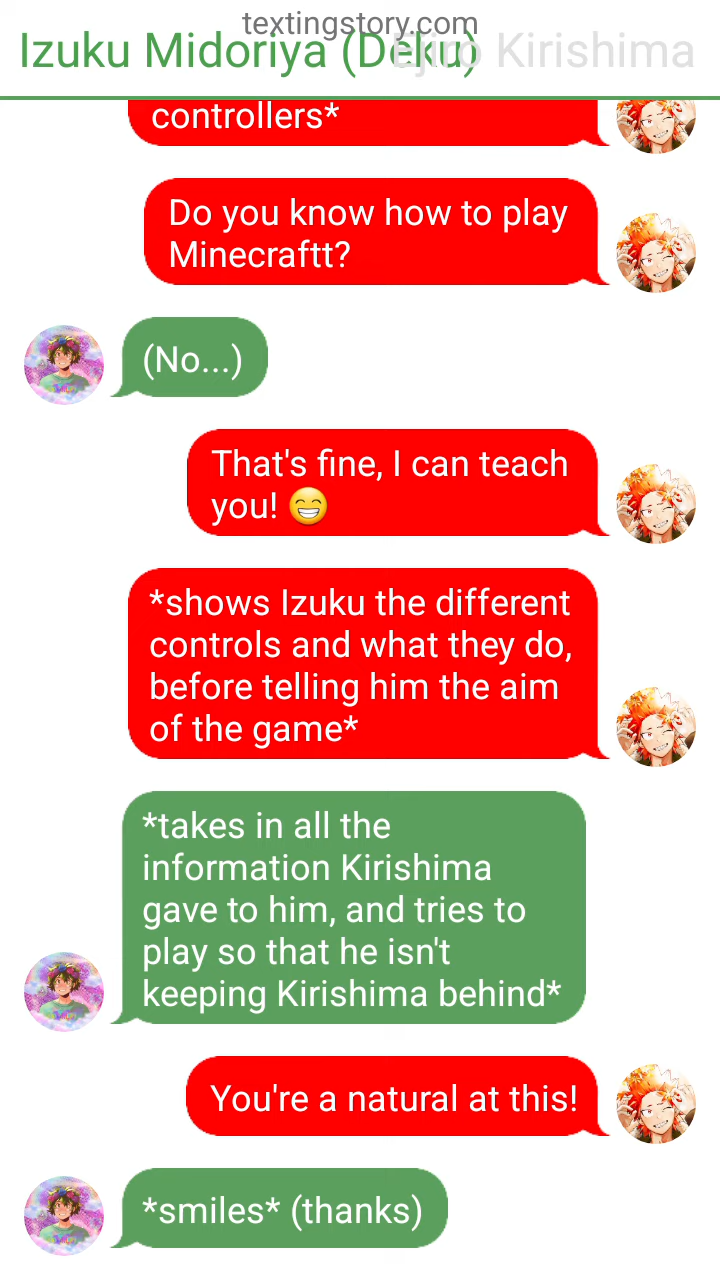 textingstory.com
Izuku Midoriya (Deku) Ejiro Kirishima
controllers*
Do you know how to play
Minecraftt?
(No...)
That's fine, I can teach
you! 😁
*shows Izuku the different
controls and what they do,
before telling him the aim
of the game*
*takes in all the
information Kirishima
gave to him, and tries to
play so that he isn't
keeping Kirishima behind*
You're a natural at this!
*smiles* (thanks)